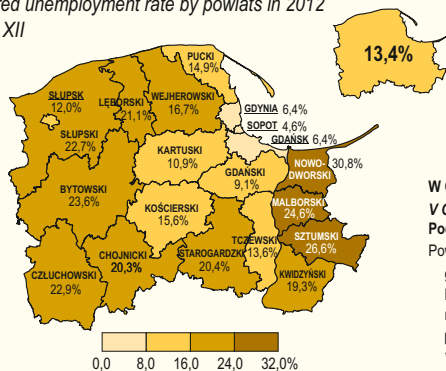 red unemployment rate by powiats in 2012
XII
13,4%
PUCKI
14,9%
SŁUPSK
12,0%
LĘBORSKI
21,1%
WEJHEROWSKI
16,7%
GDYNIA 6,4%
SOPOT 4,6%
GDAŃSK 6,4%
SŁUPSKI
22,7%
KARTUSKI
10,9%
GDAŃSKI
9,1%
NOWO-
DWORSKI
30,8%
BYTOWSKI
23,6%
KOŚCIERSKI
15,6%
MALBORSKI
24,6%
SZTUMSKI
26,6%
CZŁUCHOWSKI
22,9%
CHOJNICKI
20,3%
STAROGARDZKI
20,4%
TCZEWSKI
13,6%
KWIDZYŃSKI
19,3%
0,0 8,0 16,0 24,0 32,0%
W
V
Po
Pov